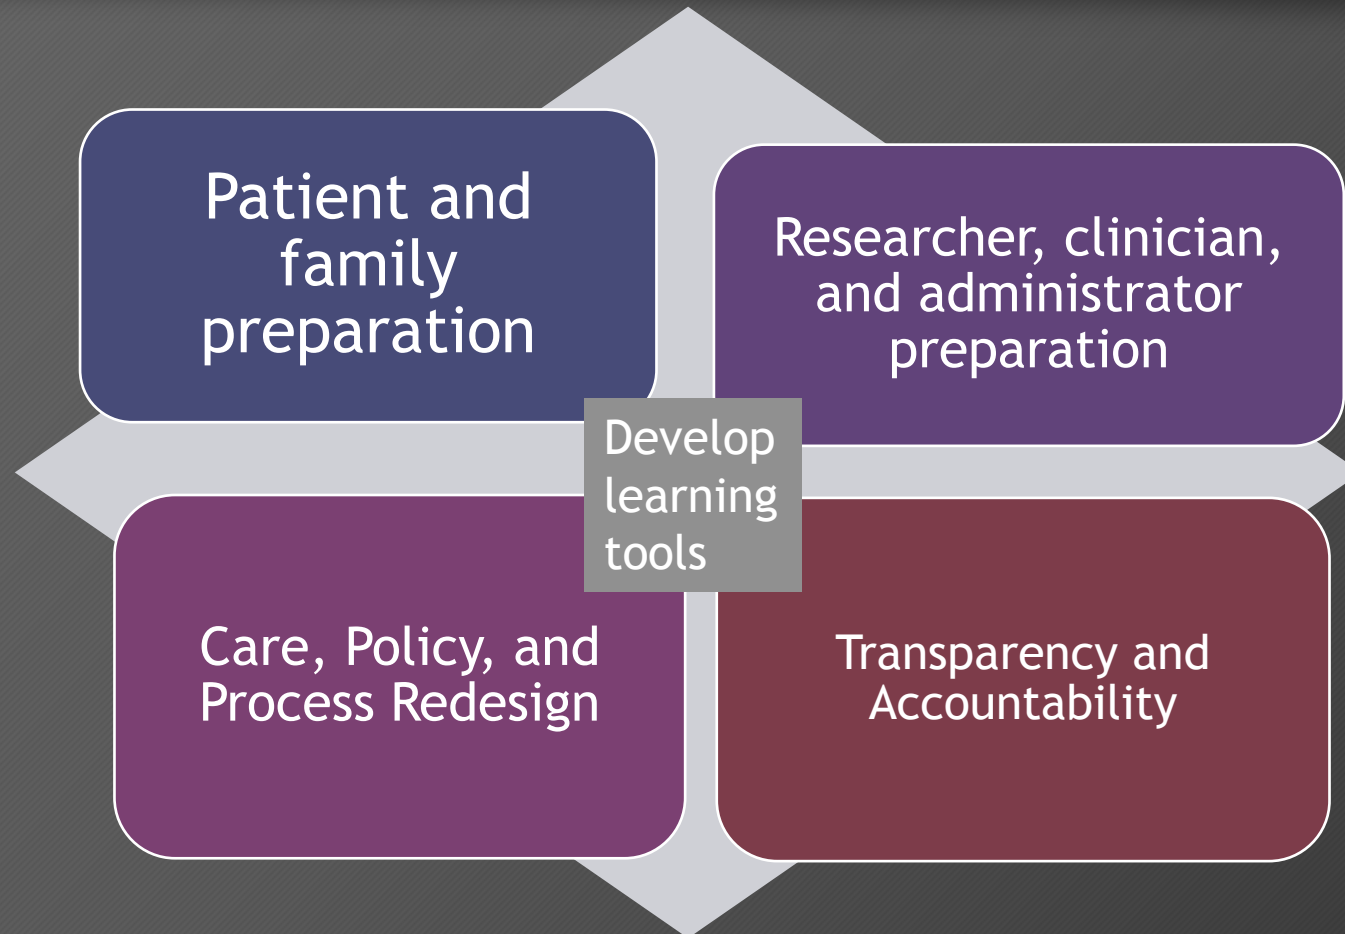 Patient and
family
preparation
Researcher, clinician,
and administrator
preparation
Develop
learning
tools
Care, Policy, and
Process Redesign
Transparency and
Accountability